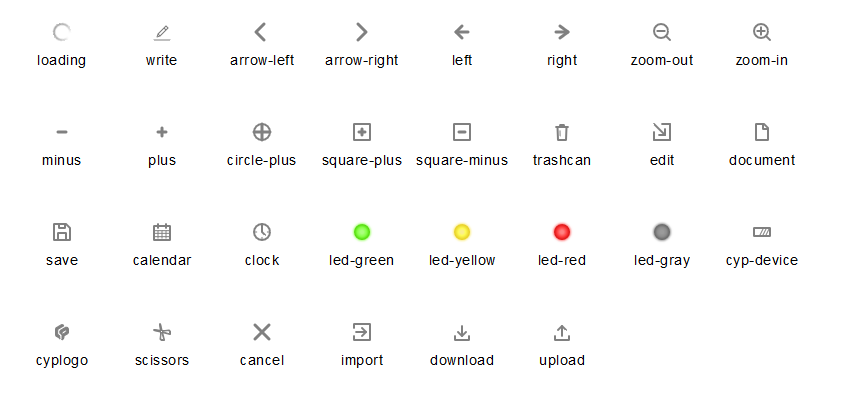 loading write arrow-left arrow-right left right zoom-out zoom-in
minus plus circle-plus square-plus square-minus trashcan edit document
save calendar clock led-green led-yellow led-red led-gray cyp-device
cyplogo scissors cancel import download upload